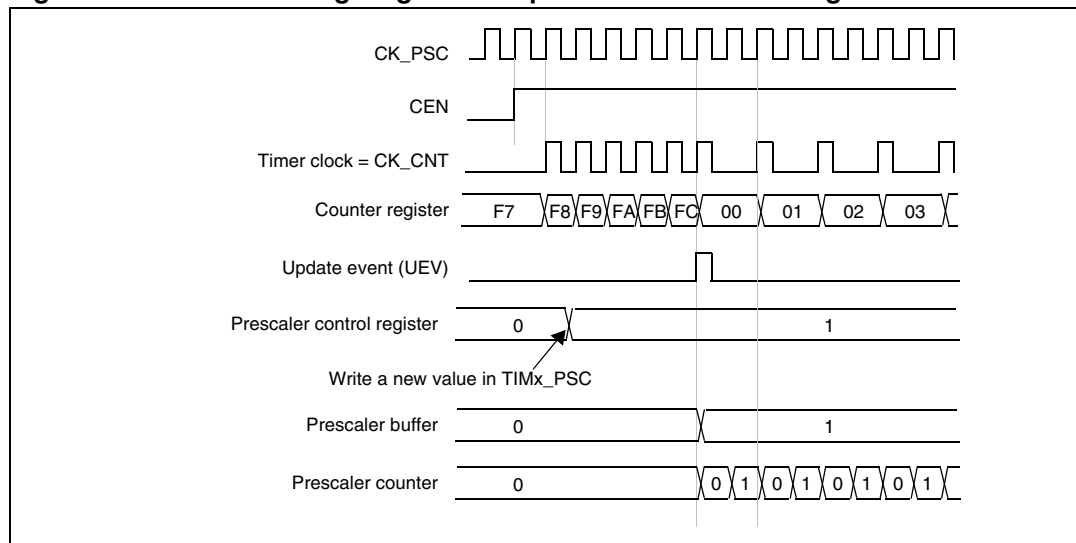 CK_PSC
CEN
Timer clock = CK_CNT
Counter register F7 F8 F9 FA FB FC 00 01 02 03
Update event (UEV)
Prescaler control register 0 1
Write a new value in TIMx_PSC
Prescaler buffer 0 1
Prescaler counter 0 0 1 0 1 0 1 0 1